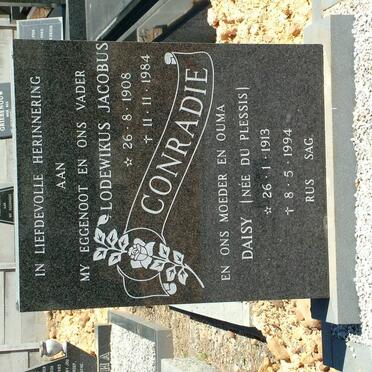 IN LIEFDEVOLLE HERINNERING
AAN
MY EGGENOOT EN ONS VADER
LODEWIKUS JACOBUS
☆ 26 - 8 - 1908
† 11 - 11 - 1984
CONRADIE
EN ONS MOEDER EN OUMA
DAISY (NÉE DU PLESSIS)
☆ 26 - 1 - 1913
† 8 - 5 - 1994
RUS SAG.